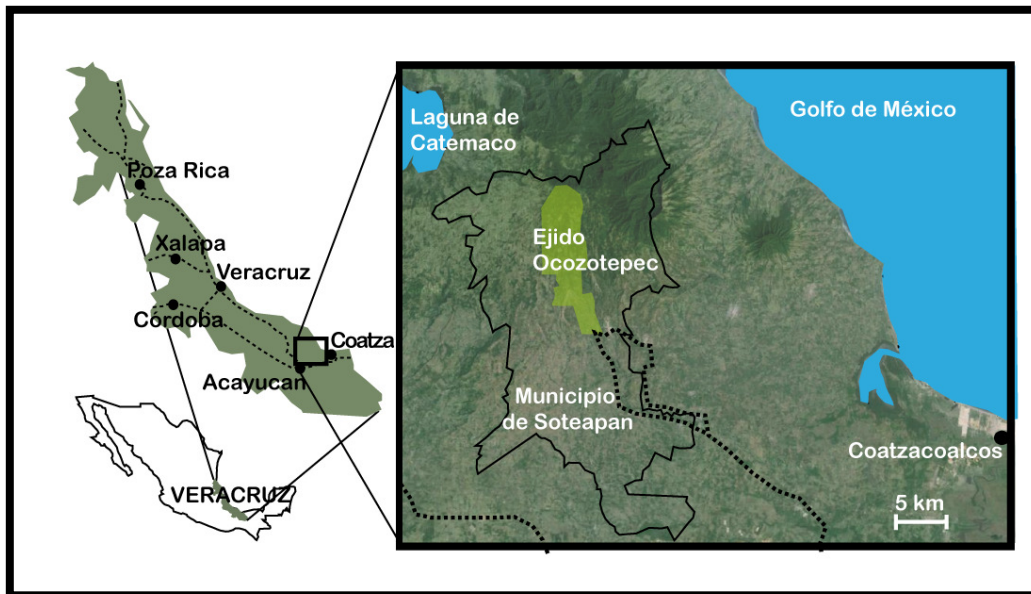 Poza Rica
Xalapa
Veracruz
Córdoba
Coatza
Acayucan
VERACRUZ
Laguna de
Catemaco
Golfo de México
Ejido
Ocozotepec
Municipio
de Soteapan
Coatzacoalcos
5 km